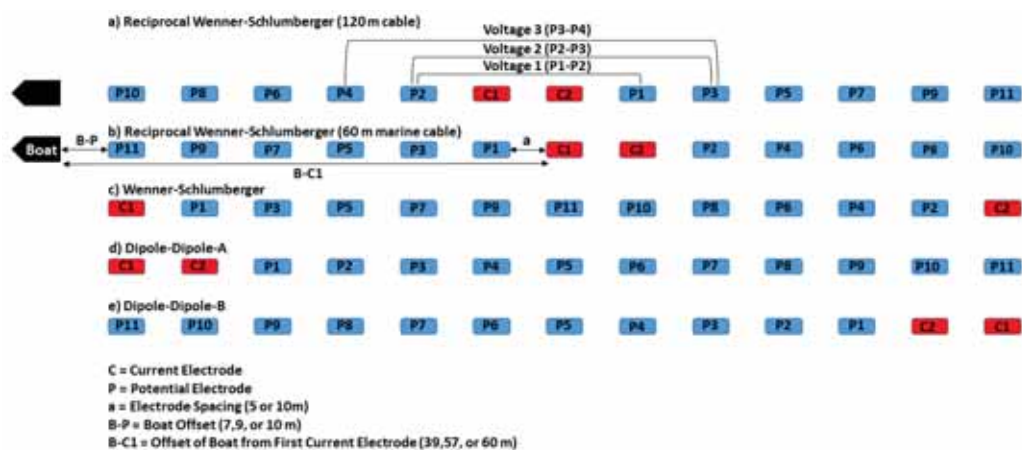 a) Reciprocal Wenner-Schlumberger (120 m cable)
Voltage 3 (P3-P4)
Voltage 2 (P2-P3)
Voltage 1 (P1-P2)
P10 P8 P6 P4 P2 C1 C2 P1 P3 P5 P7 P9 P11
b) Reciprocal Wenner-Schlumberger (60 m marine cable)
B-P a
Boat P11 P9 P7 P5 P3 P1 C1 C2 P2 P4 P6 P8 P10
B-C1
c) Wenner-Schlumberger
C1 P1 P3 P5 P7 P9 P11 P10 P8 P6 P4 P2 C2
d) Dipole-Dipole-A
C1 C2 P1 P2 P3 P4 P5 P6 P7 P8 P9 P10 P11
e) Dipole-Dipole-B
P11 P10 P9 P8 P7 P6 P5 P4 P3 P2 P1 C2 C1
C = Current Electrode
P = Potential Electrode
a = Electrode Spacing (5 or 10m)
B-P = Boat Offset (7,9, or 10 m)
B-C1 = Offset of Boat from First Current Electrode (39,57, or 60 m)